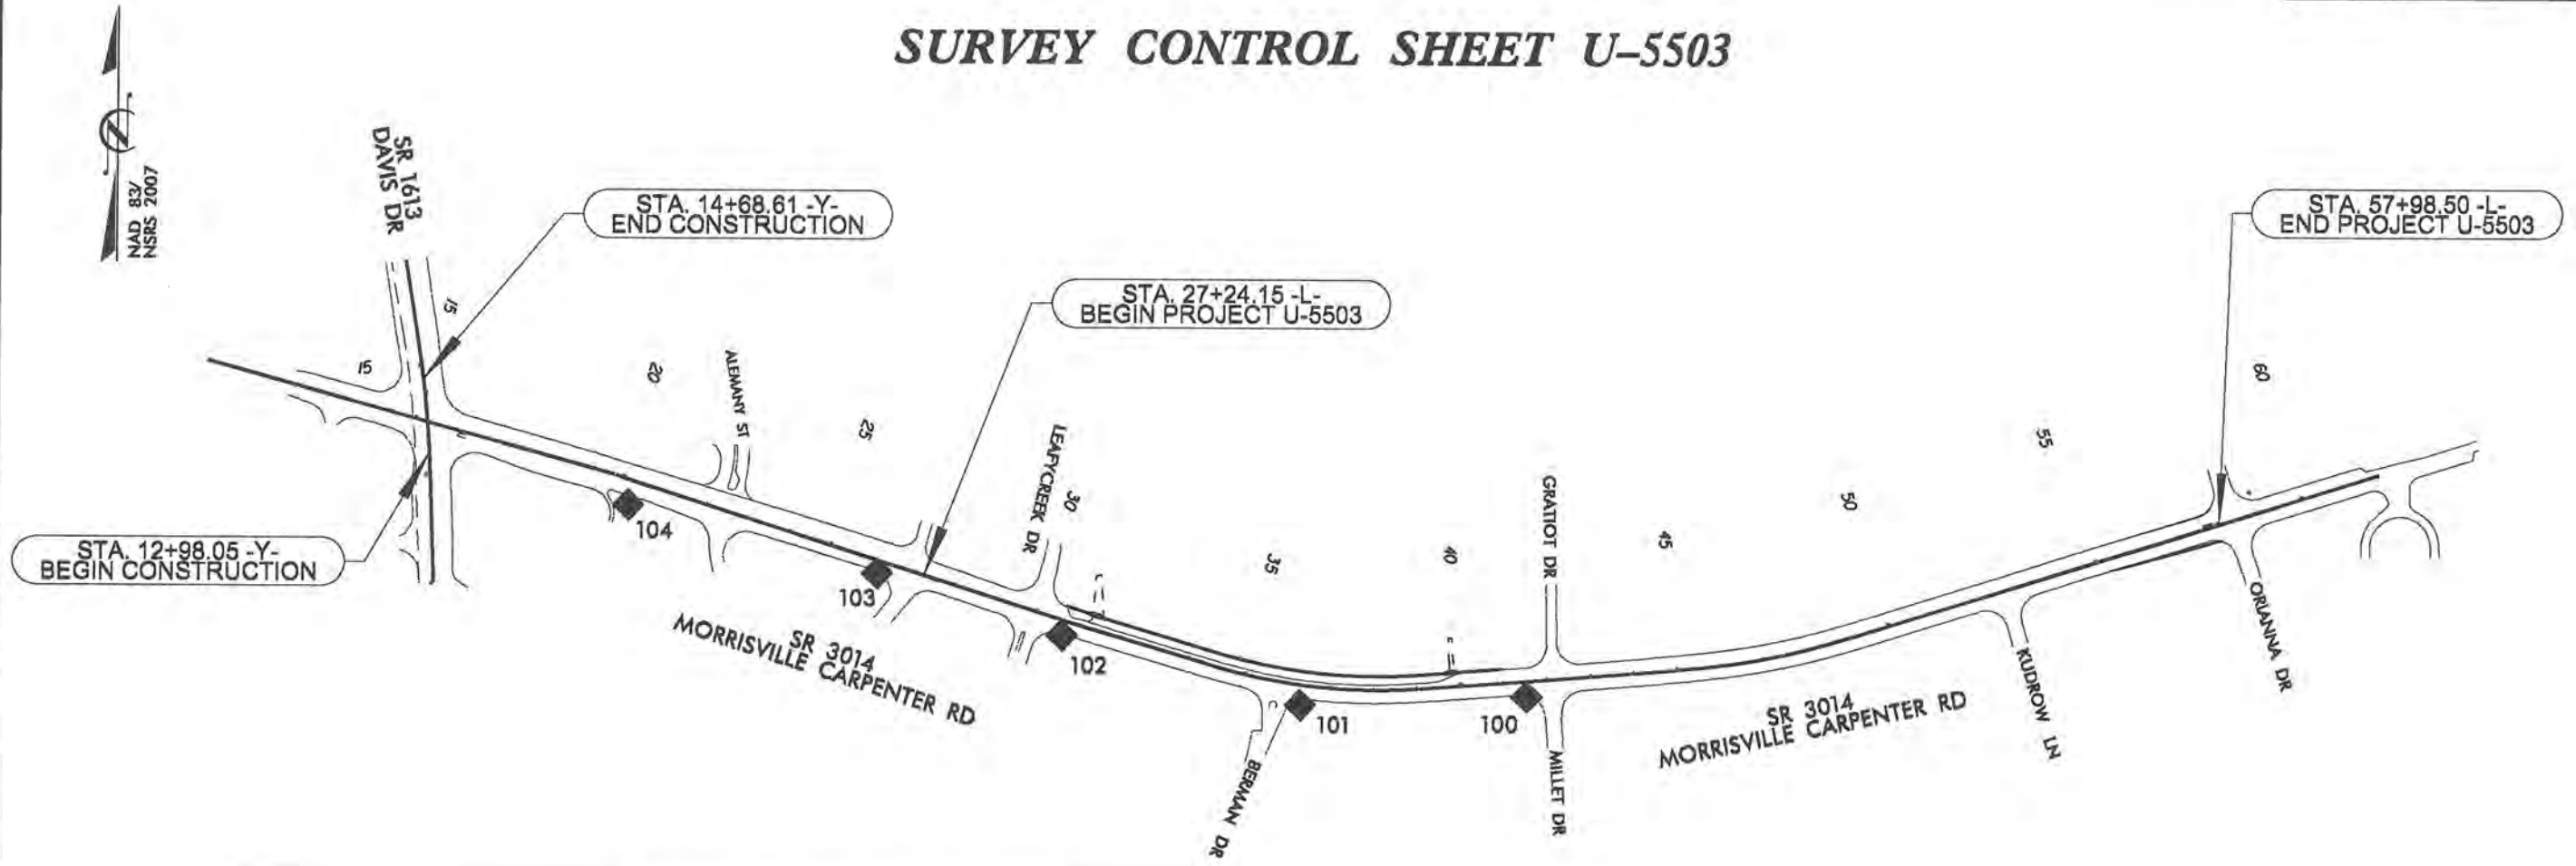 SURVEY CONTROL SHEET U-5503
NAD 83/
NSRS 2007
SR 1613
DAVIS DR
STA. 14+68.61 -Y-
END CONSTRUCTION
STA. 57+98.50 -L-
END PROJECT U-5503
STA. 27+24.15 -L-
BEGIN PROJECT U-5503
15
15
20
ALEMANY ST
25
LEAFYCREEK DR
30
35
40
GRATIOT DR
45
50
55
60
STA. 12+98.05 -Y-
BEGIN CONSTRUCTION
104
103
102
101
100
SR 3014
MORRISVILLE CARPENTER RD
BERMAN DR
MILLET DR
SR 3014
MORRISVILLE CARPENTER RD
KUDROW LN
ORIANNA DR